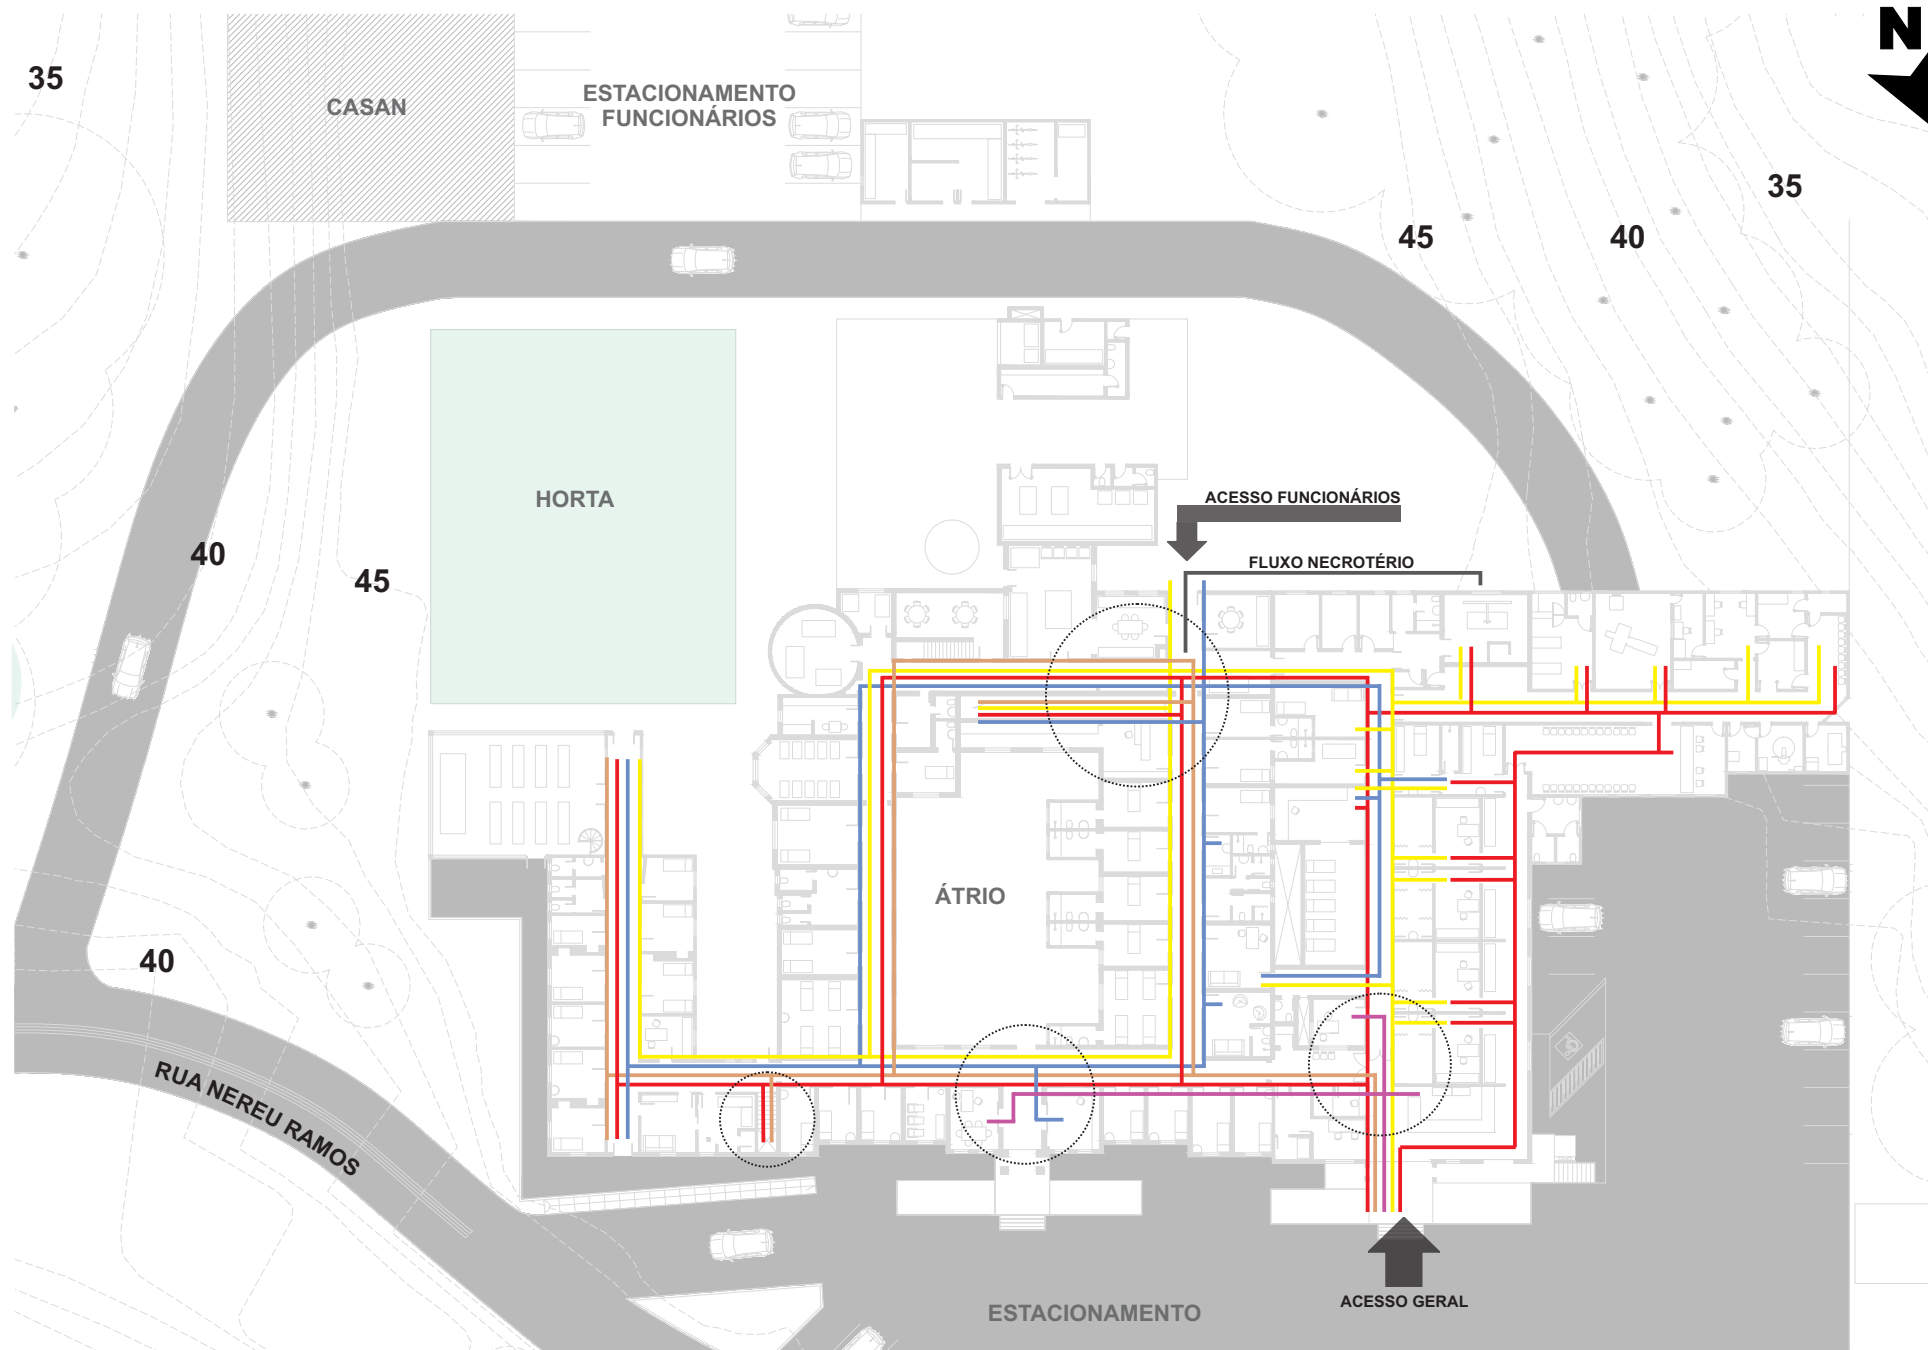 N
35
CASAN
ESTACIONAMENTO
FUNCIONÁRIOS
35
45
40
HORTA
ACESSO FUNCIONÁRIOS
40
FLUXO NECROTÉRIO
45
ÁTRIO
40
RUA NEREU RAMOS
ESTACIONAMENTO
ACESSO GERAL